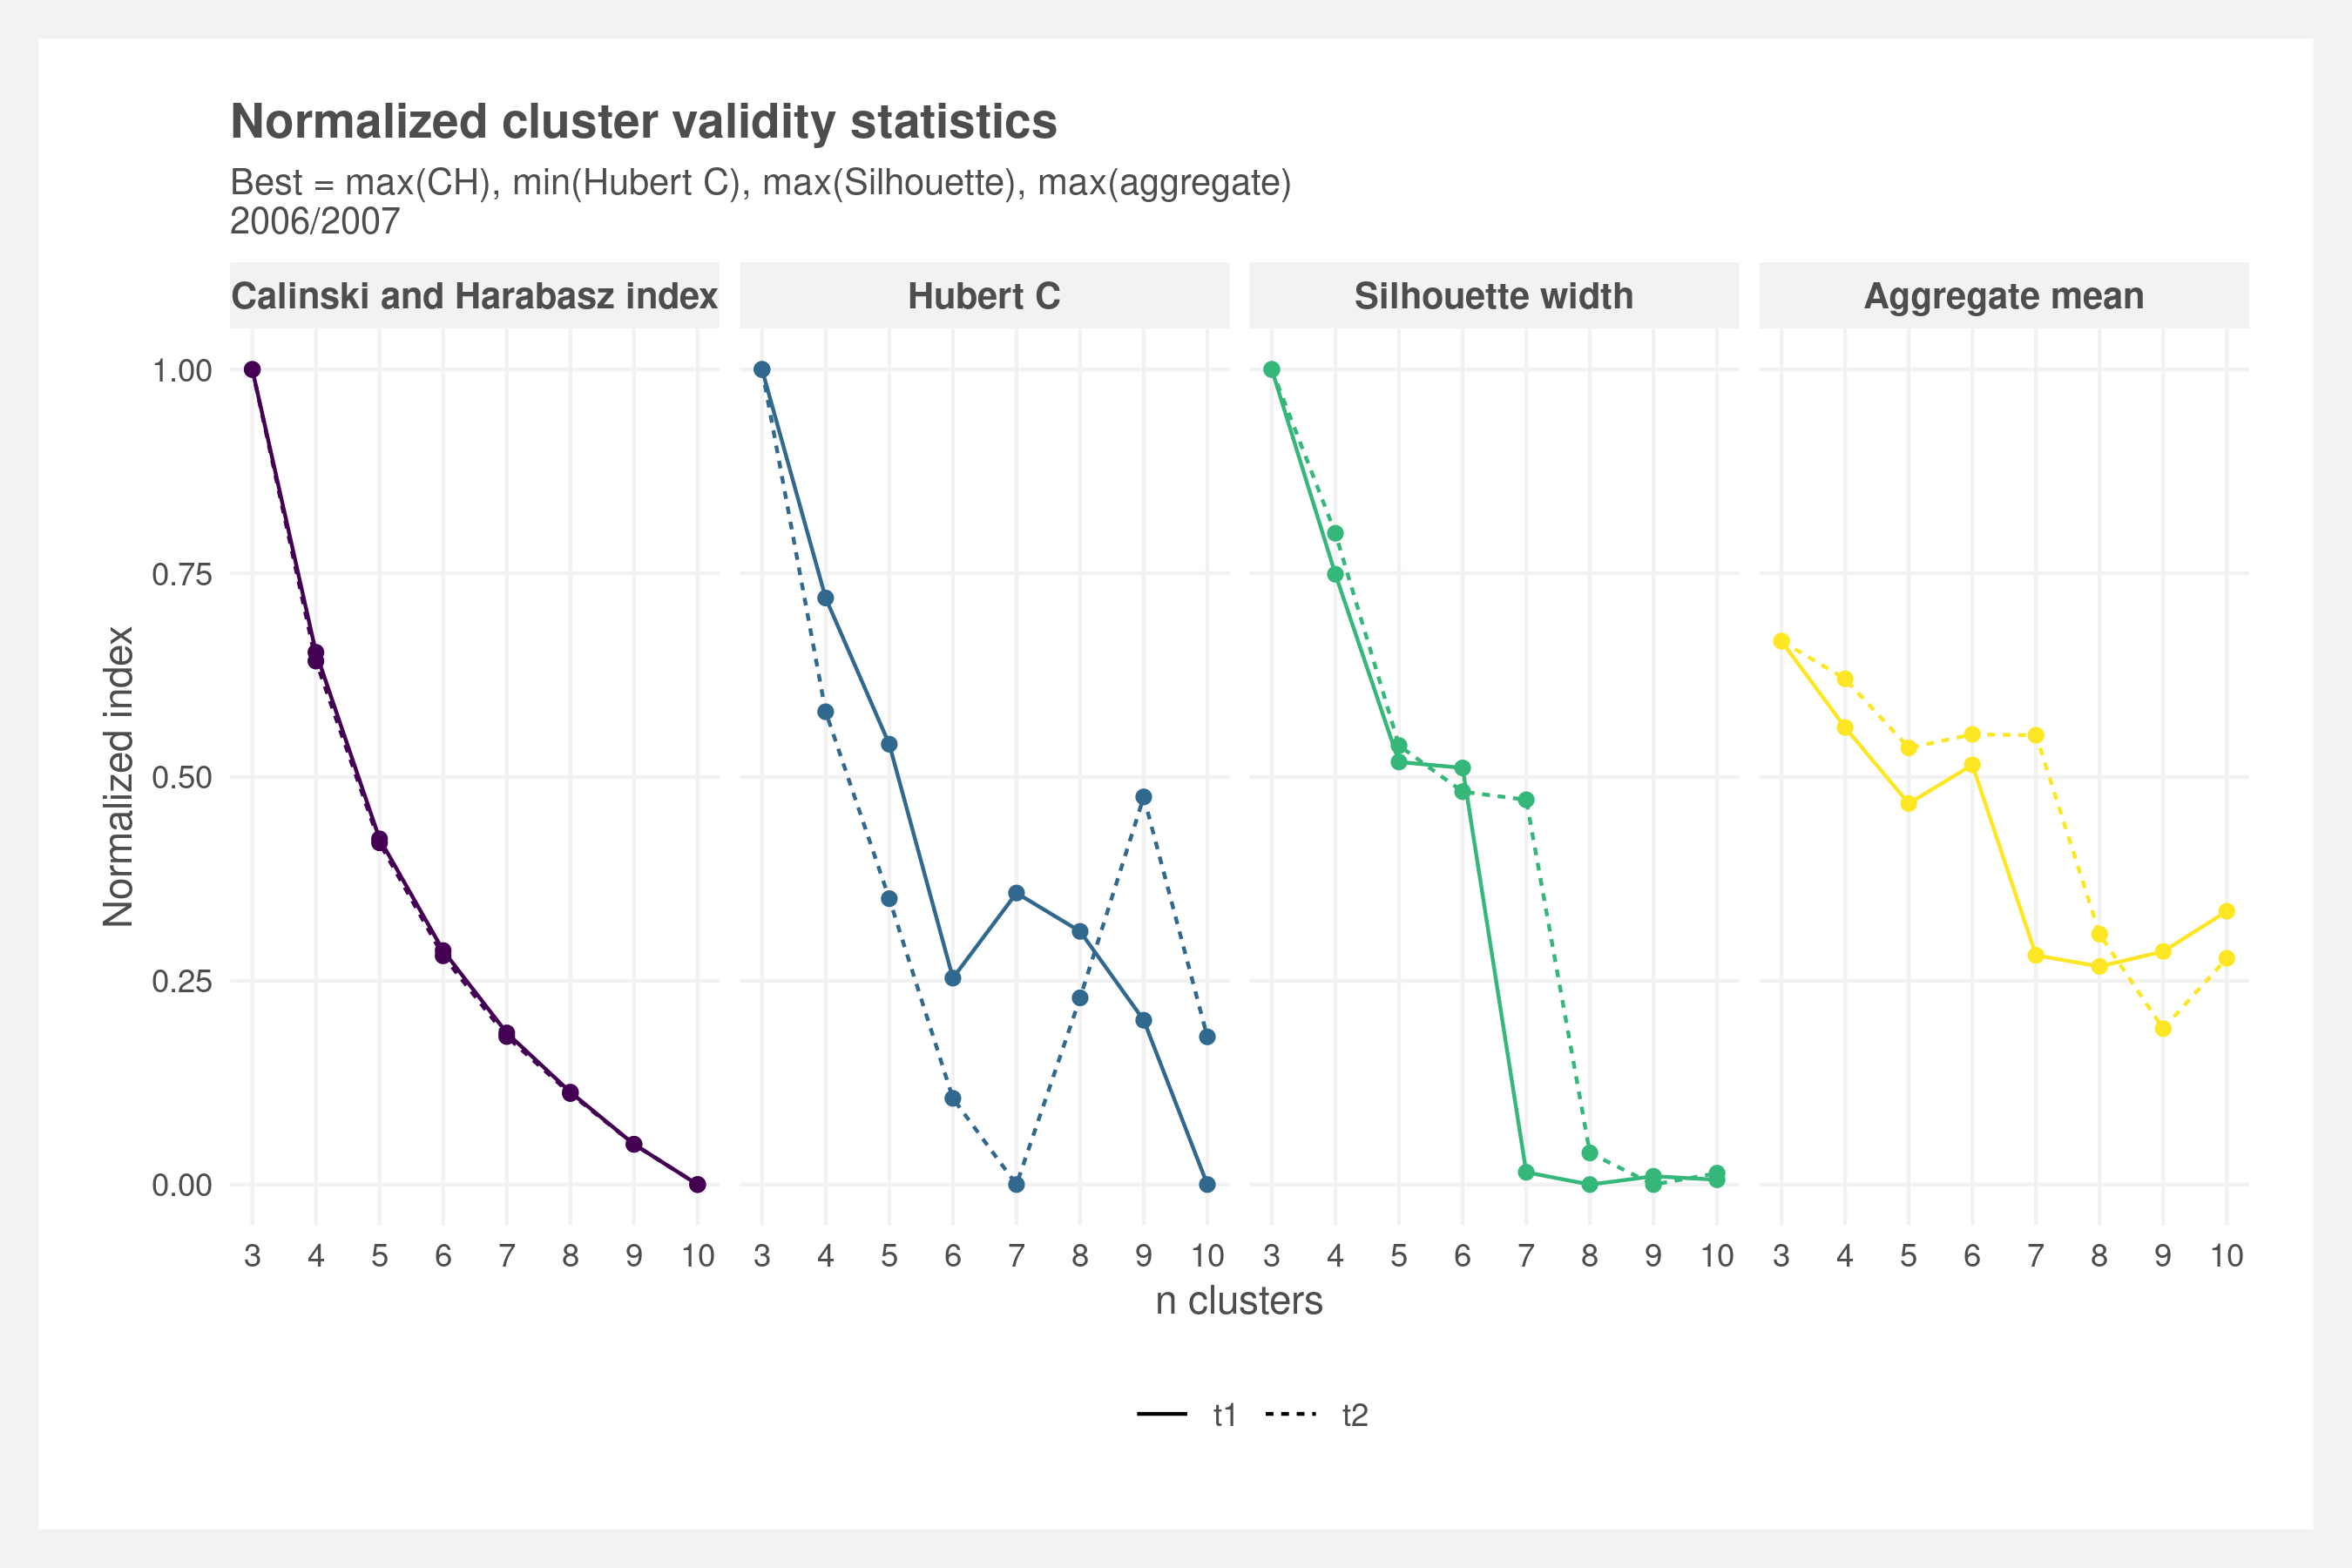 Normalized cluster validity statistics
Best = max(CH), min(Hubert C), max(Silhouette), max(aggregate)
2006/2007
Calinski and Harabasz index Hubert C Silhouette width Aggregate mean
Normalized index
1.00
0.75
0.50
0.25
0.00
3 4 5 6 7 8 9 10 3 4 5 6 7 8 9 10 3 4 5 6 7 8 9 10 3 4 5 6 7 8 9 10
n clusters
t1 t2